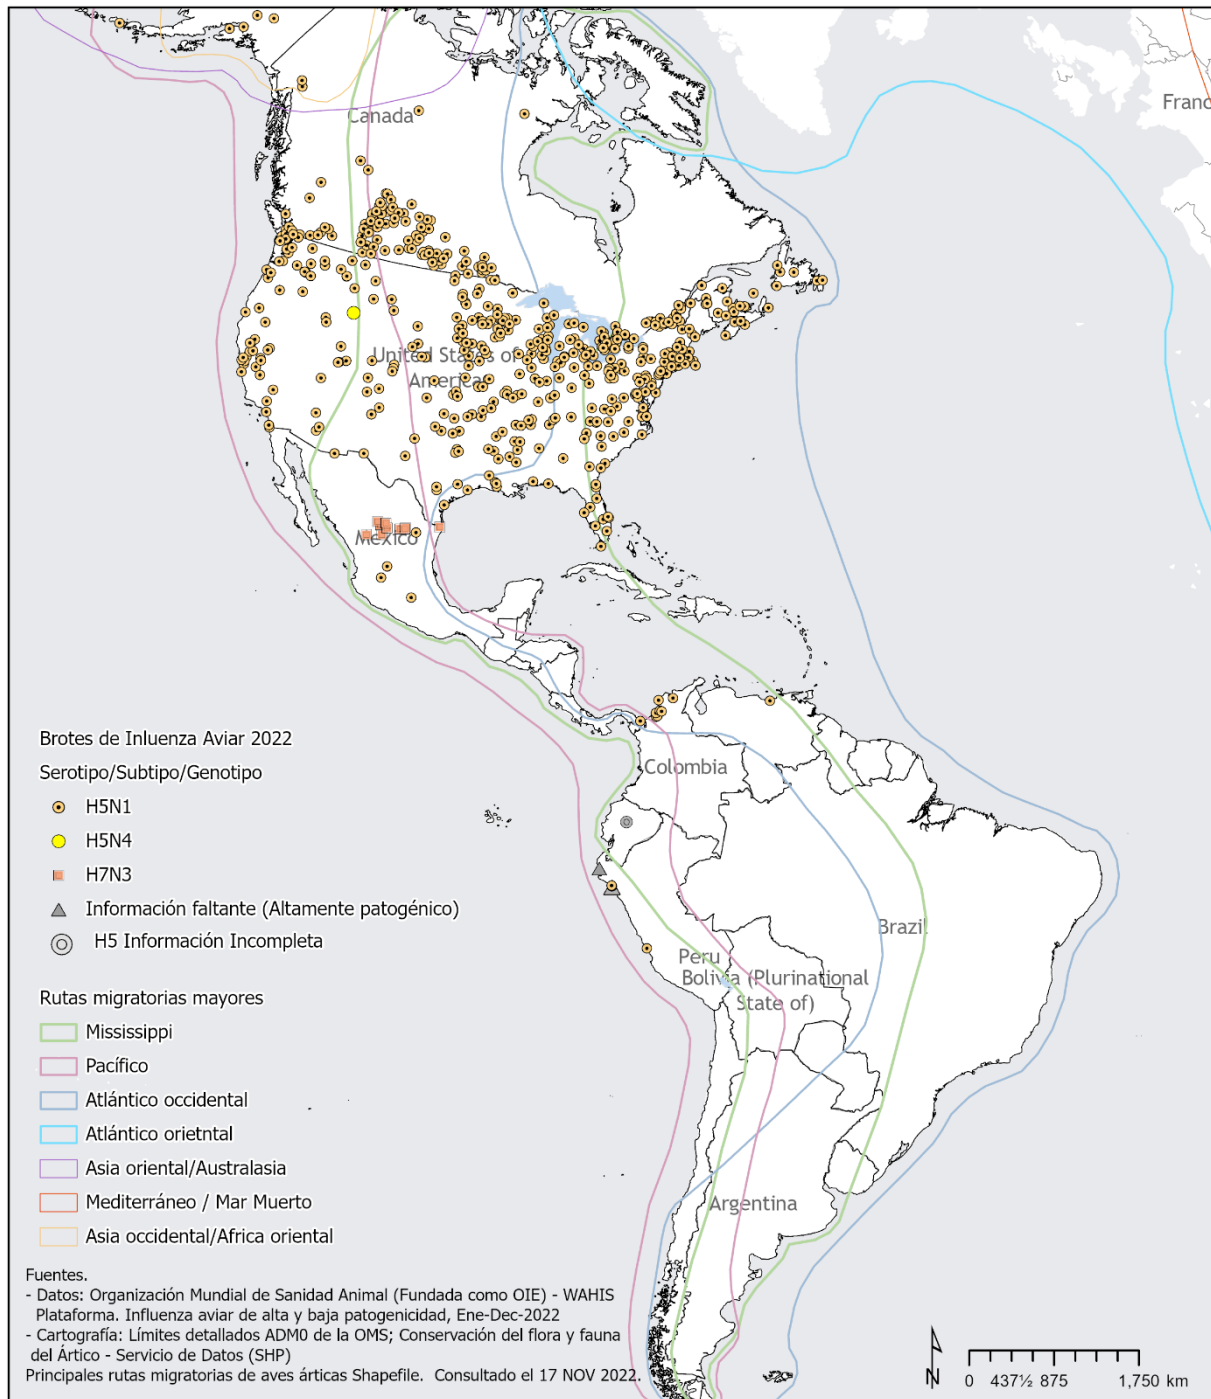 Canada
Franc
United States of
America
Mexico
Colombia
Brazil
Peru
Bolivia (Plurinational
State of)
Argentina
Brotes de Inluenza Aviar 2022
Serotipo/Subtipo/Genotipo
H5N1
H5N4
H7N3
Información faltante (Altamente patogénico)
H5 Información Incompleta
Rutas migratorias mayores
Mississippi
Pacífico
Atlántico occidental
Atlántico orietntal
Asia oriental/Australasia
Mediterráneo / Mar Muerto
Asia occidental/Africa oriental
Fuentes.
- Datos: Organización Mundial de Sanidad Animal (Fundada como OIE) - WAHIS
Plataforma. Influenza aviar de alta y baja patogenicidad, Ene-Dec-2022
- Cartografía: Límites detallados ADM0 de la OMS; Conservación del flora y fauna
del Ártico - Servicio de Datos (SHP)
Principales rutas migratorias de aves árticas Shapefile. Consultado el 17 NOV 2022.
N
0 437½ 875 1,750 km